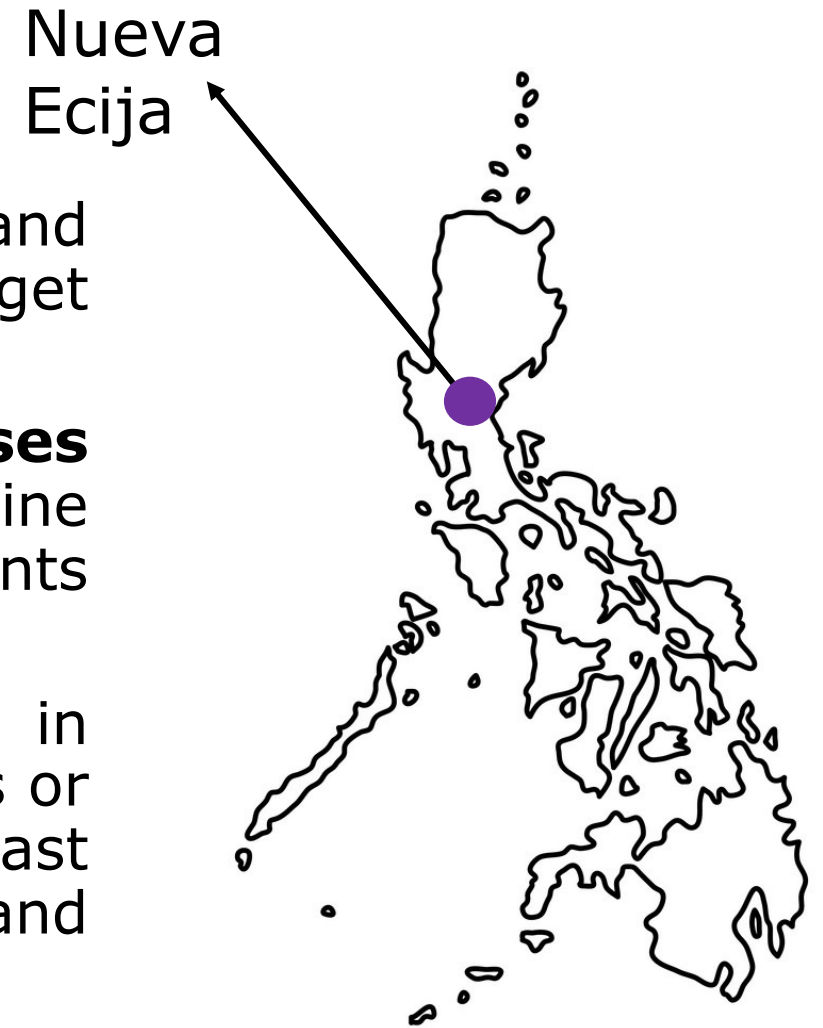 Nueva
Ecija
and
get
ses
ine
nts
in
s or
ast
and